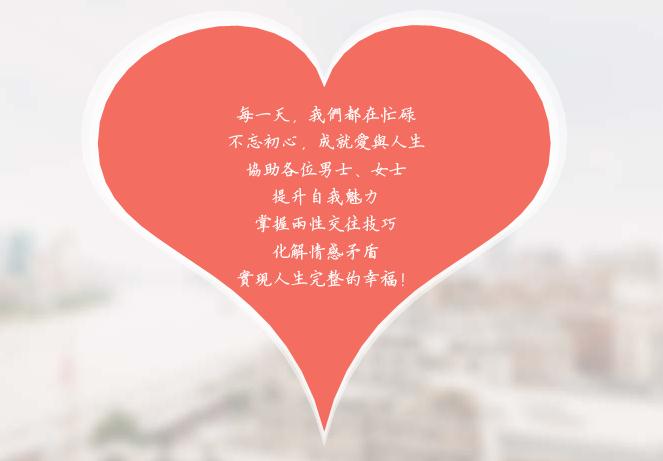 每一天，我們都在忙碌
不忘初心，成就愛與人生
協助各位男士、女士
提升自我魅力
掌握兩性交往技巧
化解情感矛盾
實現人生完整的幸福！